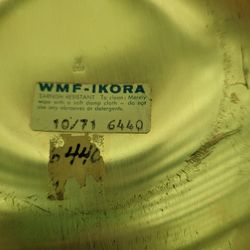 WMF-IKORA
TARNISH RESISTANT. To clean: Merely
wipe with a soft damp cloth - do not
use any abrasives or detergents.
10/71 6440
6440